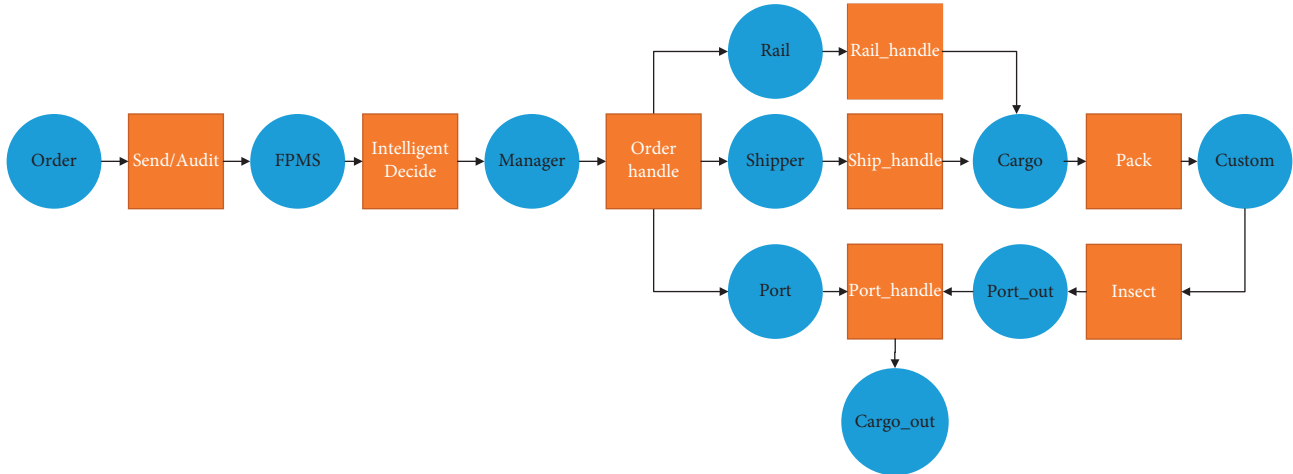 Rail
Rail_handle
Order
Send/Audit
FPMS
Intelligent
Decide
Manager
Order
handle
Shipper
Ship_handle
Cargo
Pack
Custom
Port
Port_handle
Port_out
Insect
Cargo_out